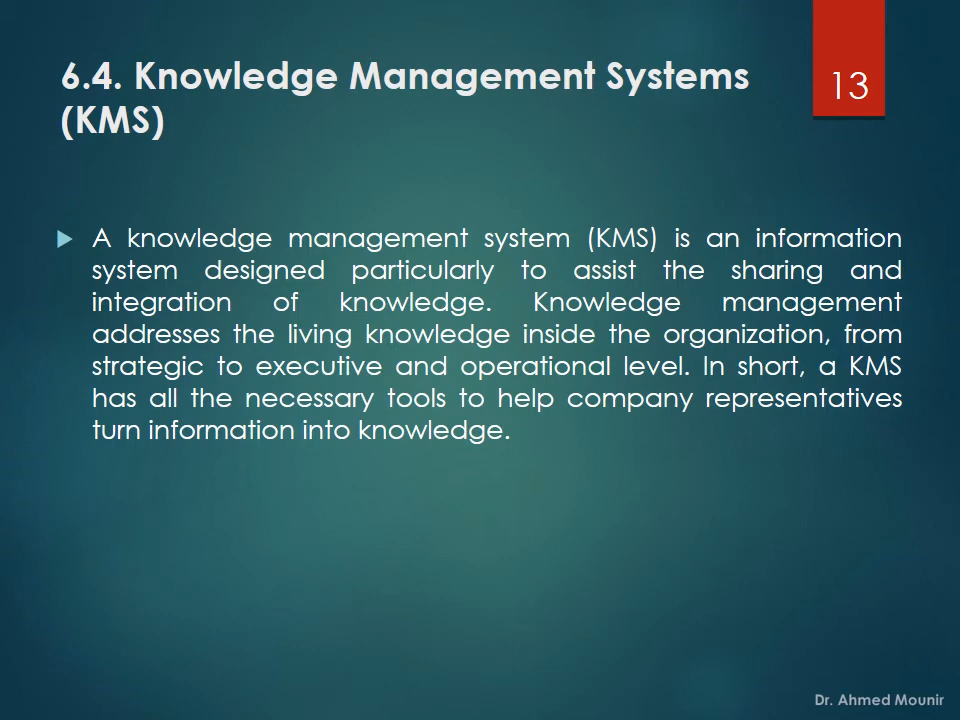 6.4. Knowledge Management Systems
(KMS)
13
A knowledge management system (KMS) is an information
system designed particularly to assist the sharing and
integration of knowledge. Knowledge management
addresses the living knowledge inside the organization, from
strategic to executive and operational level. In short, a KMS
has all the necessary tools to help company representatives
turn information into knowledge.
Dr. Ahmed Mounir